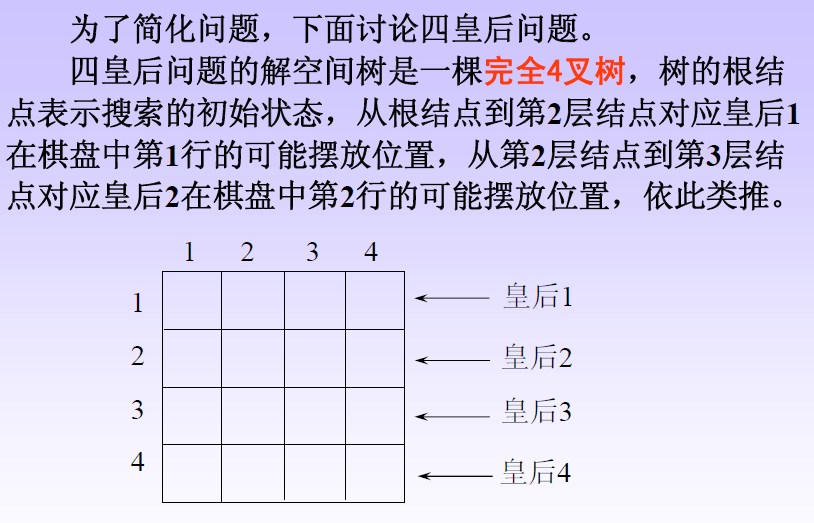 为了简化问题，下面讨论四皇后问题。
四皇后问题的解空间树是一棵完全4叉树，树的根结
点表示搜索的初始状态，从根结点到第2层结点对应皇后1
在棋盘中第1行的可能摆放位置，从第2层结点到第3层结
点对应皇后2在棋盘中第2行的可能摆放位置，依此类推。
1 2 3 4
1 皇后1
2 皇后2
3 皇后3
4 皇后4